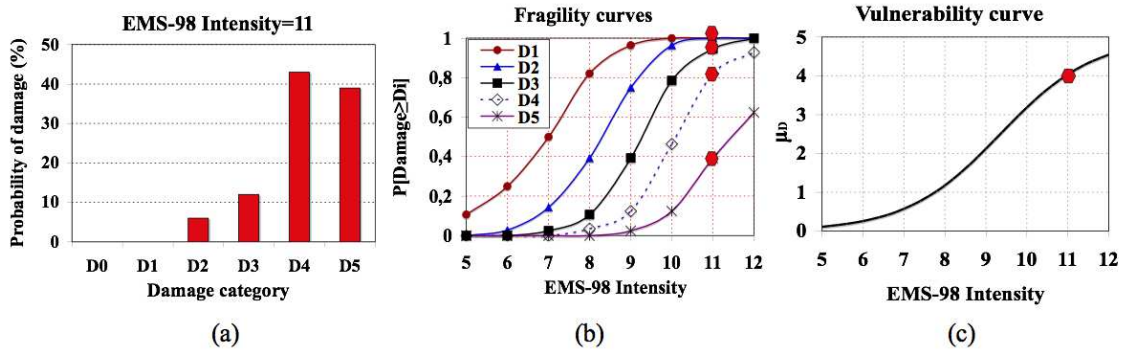 EMS-98 Intensity=11
Probability of damage (%)
50
40
30
20
10
0
D0 D1 D2 D3 D4 D5
Damage category
(a)
Fragility curves
P[Damage≥Di]
1
0,8
0,6
0,4
0,2
0
D1
D2
D3
D4
D5
5 6 7 8 9 10 11 12
EMS-98 Intensity
(b)
Vulnerability curve
μD
5
4
3
2
1
0
5 6 7 8 9 10 11 12
EMS-98 Intensity
(c)